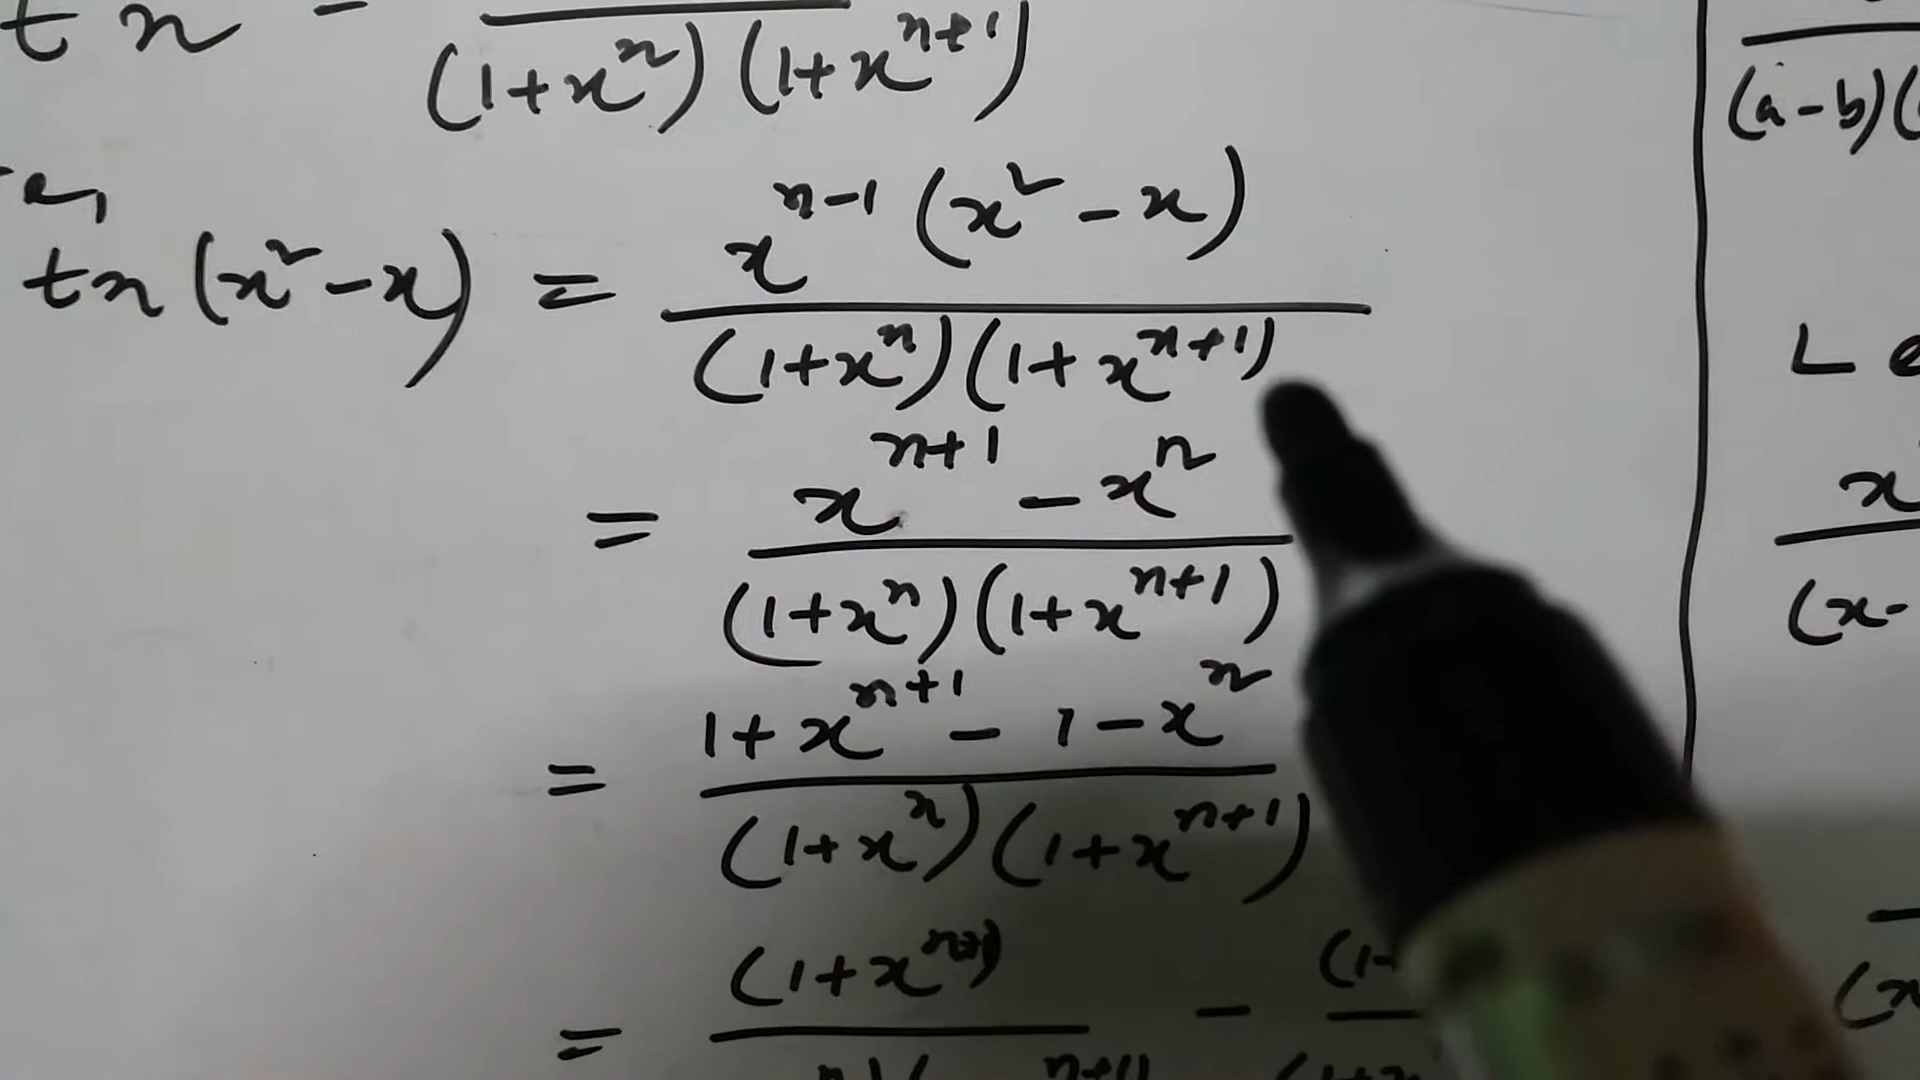 tn =
(1+x^n)(1+x^{n+1})
tn(x^2-x) = x^{n-1}(x^2-x)
(1+x^n)(1+x^{n+1})
= x^{n+1} - x^n
(1+x^n)(1+x^{n+1})
= 1+x^{n+1} - 1-x^n
(1+x^n)(1+x^{n+1})
= (1+x^{n+1}) -
(a-b)(
L
x
(x-
(x